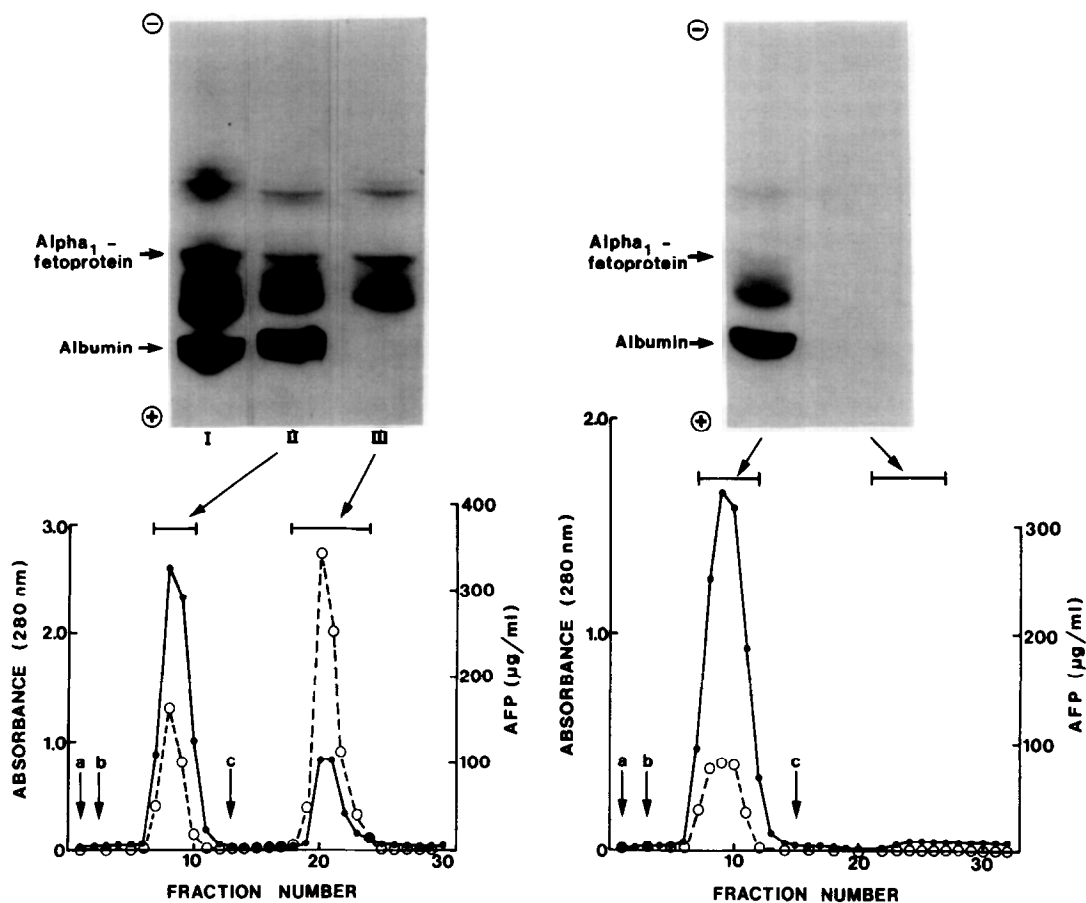 ⊖
Alpha1 -
fetoprotein
Albumin
⊕
I II III
ABSORBANCE (280 nm)
3.0
2.0
1.0
0
a b c
10 20 30
FRACTION NUMBER
400
300
200
100
0
AFP (µg/ml)
⊖
Alpha1 -
fetoprotein
Albumin
⊕
ABSORBANCE (280 nm)
2.0
1.0
0
a b c
10 20 30
FRACTION NUMBER
300
200
100
0
AFP (µg/ml)